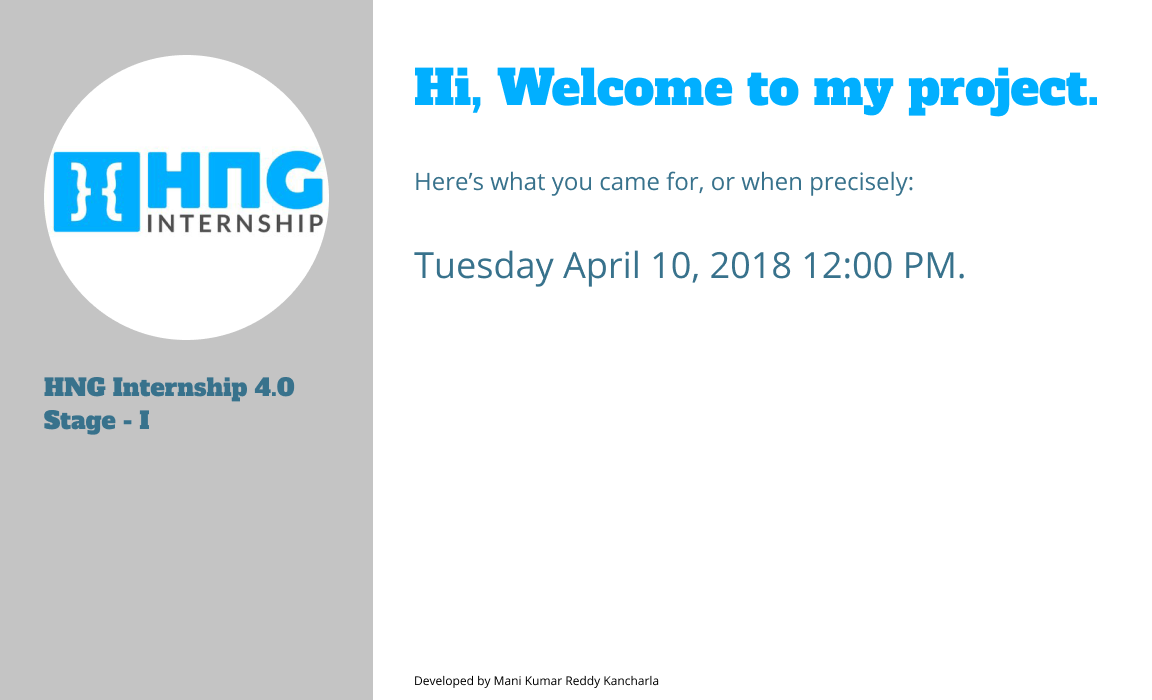 }{ HNG
INTERNSHIP
HNG Internship 4.0
Stage - I
Hi, Welcome to my project.
Here’s what you came for, or when precisely:
Tuesday April 10, 2018 12:00 PM.
Developed by Mani Kumar Reddy Kancharla